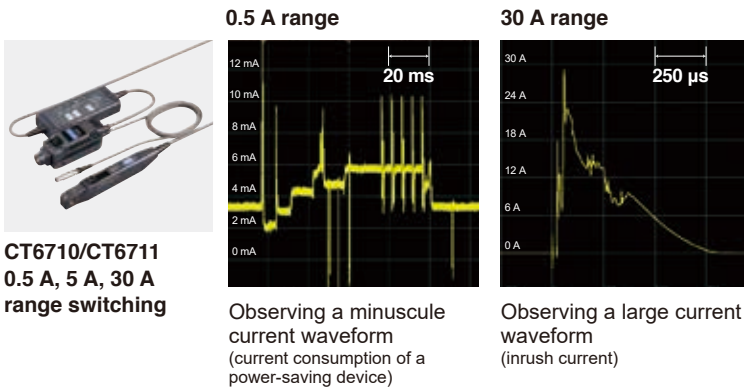 CT6710/CT6711
0.5 A, 5 A, 30 A
range switching
0.5 A range
12 mA
10 mA
8 mA
6 mA
4 mA
2 mA
0 mA
20 ms
Observing a minuscule
current waveform
(current consumption of a
power-saving device)
30 A range
30 A
24 A
18 A
12 A
6 A
0 A
250 µs
Observing a large current
waveform
(inrush current)